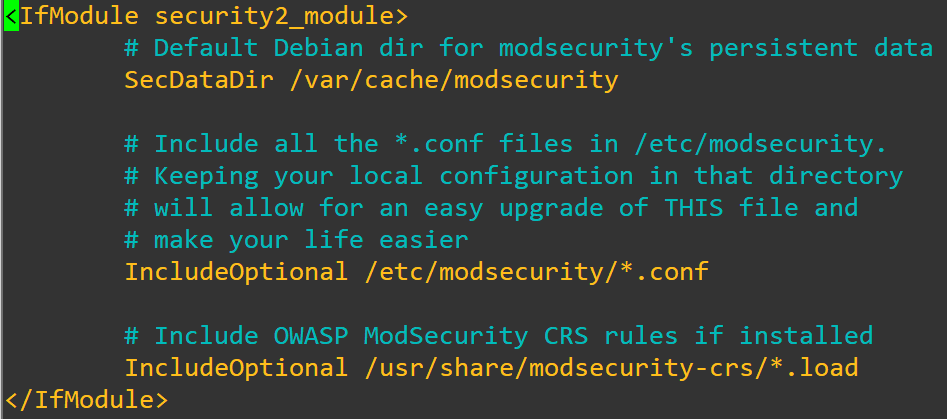 <IfModule security2_module>
        # Default Debian dir for modsecurity's persistent data
        SecDataDir /var/cache/modsecurity

        # Include all the *.conf files in /etc/modsecurity.
        # Keeping your local configuration in that directory
        # will allow for an easy upgrade of THIS file and
        # make your life easier
        IncludeOptional /etc/modsecurity/*.conf

        # Include OWASP ModSecurity CRS rules if installed
        IncludeOptional /usr/share/modsecurity-crs/*.load
</IfModule>